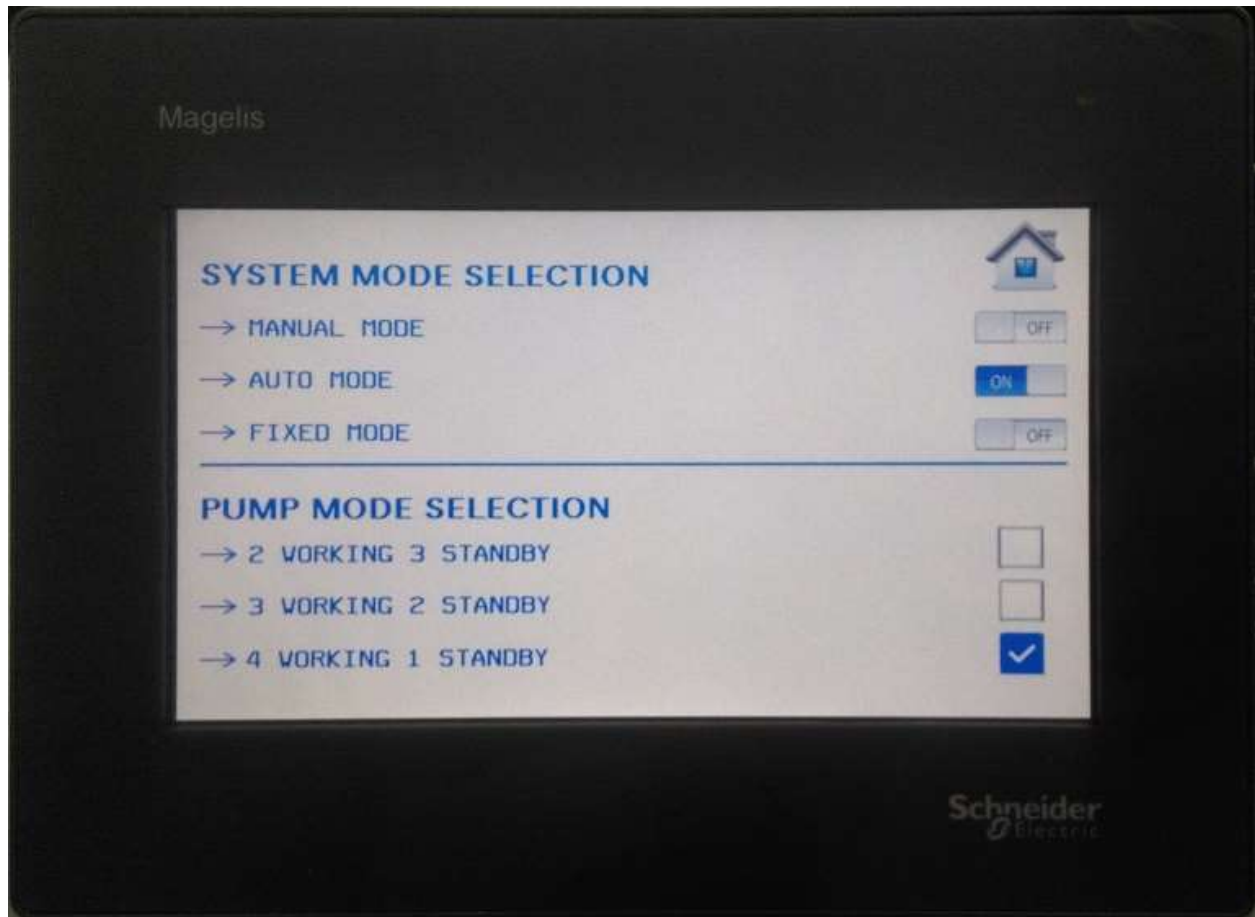 Magelis
SYSTEM MODE SELECTION
→ MANUAL MODE OFF
→ AUTO MODE ON
→ FIXED MODE OFF
PUMP MODE SELECTION
→ 2 WORKING 3 STANDBY
→ 3 WORKING 2 STANDBY
→ 4 WORKING 1 STANDBY
Schneider
Electric